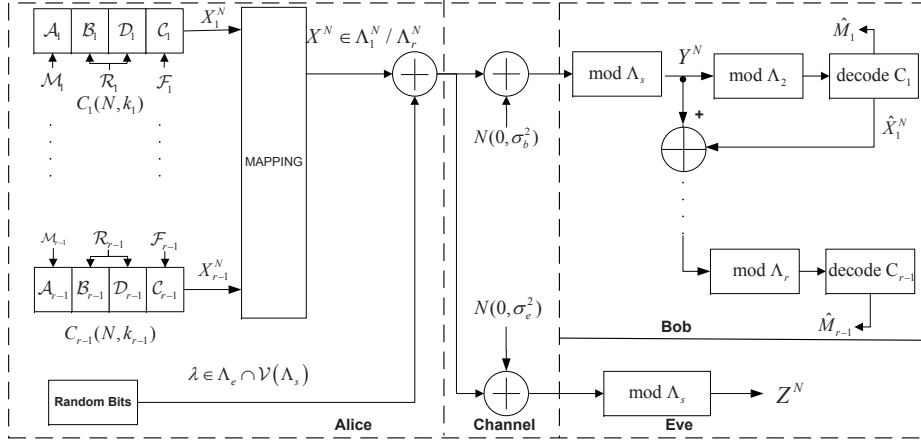 𝒜₁ ℬ₁ 𝒟₁ 𝒞₁
X₁ᴺ
ℳ₁ ℛ₁ ℱ₁
C₁(N, k₁)
ℳᵣ₋₁ ℛᵣ₋₁ ℱᵣ₋₁
𝒜ᵣ₋₁ ℬᵣ₋₁ 𝒟ᵣ₋₁ 𝒞ᵣ₋₁
Xᵣ₋₁ᴺ
Cᵣ₋₁(N, kᵣ₋₁)
MAPPING
Xᴺ ∈ Λ₁ᴺ / Λᵣᴺ
λ ∈ Λₑ ∩ 𝒱(Λₛ)
Random Bits
Alice
N(0, σ_b²)
N(0, σₑ²)
Channel
mod Λₛ
Yᴺ
mod Λ₂
decode C₁
M̂₁
X̂₁ᴺ
+
mod Λᵣ
decode Cᵣ₋₁
M̂ᵣ₋₁
Bob
mod Λₛ
Zᴺ
Eve